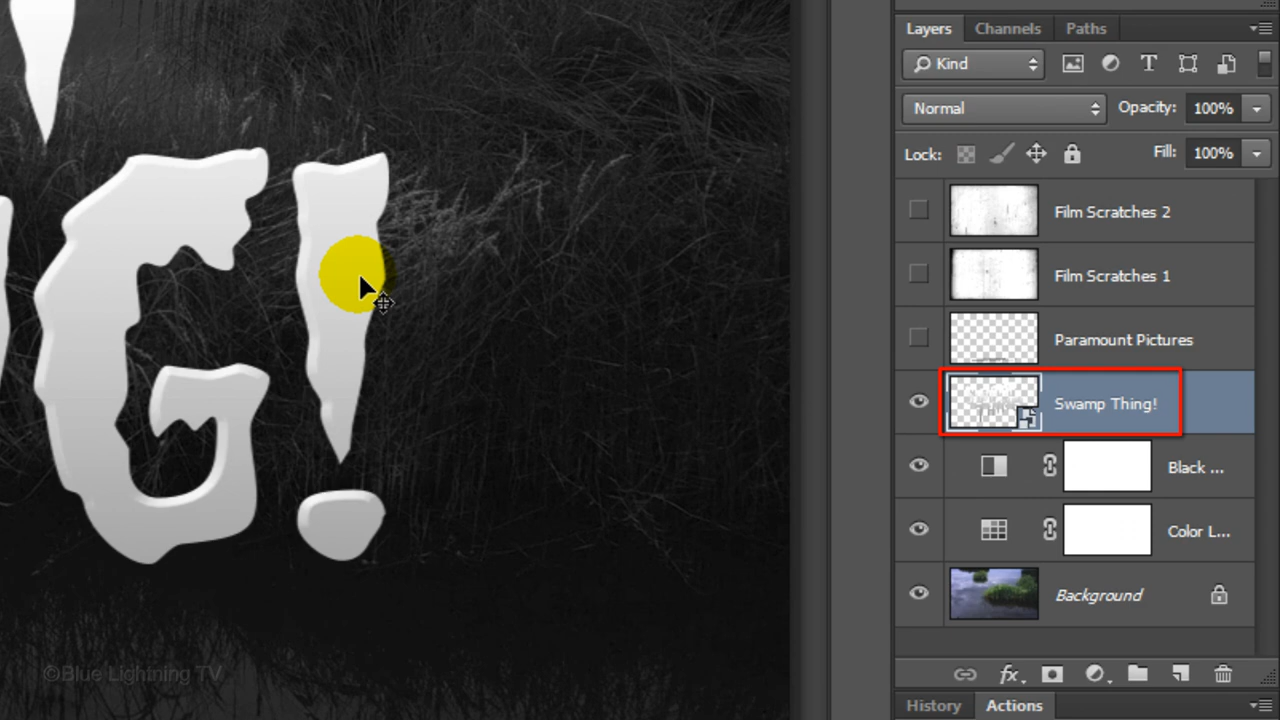 G!
©Blue Lightning TV
Layers Channels Paths
Kind
Normal Opacity: 100%
Lock: Fill: 100%
Film Scratches 2
Film Scratches 1
Paramount Pictures
Swamp Thing!
Black ...
Color L...
Background
fx
History Actions